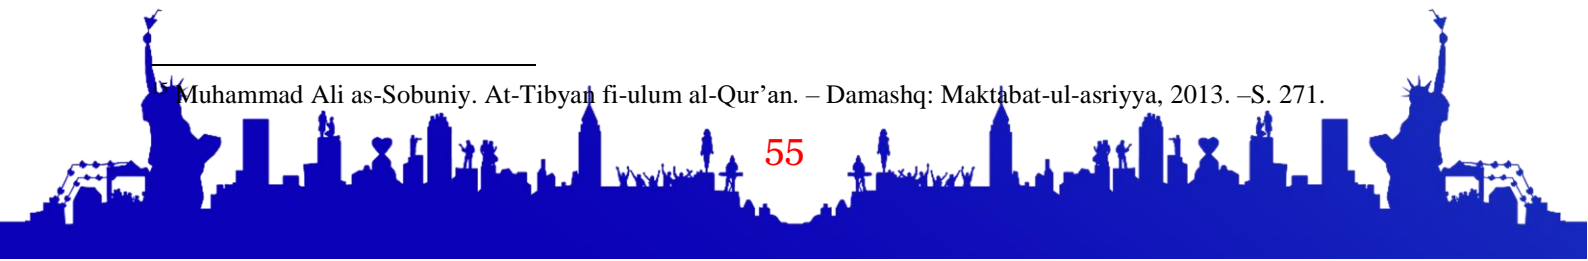 Muhammad Ali as-Sobuniy. At-Tibyan fi-ulum al-Qur’an. – Damashq: Maktabat-ul-asriyya, 2013. –S. 271.
55